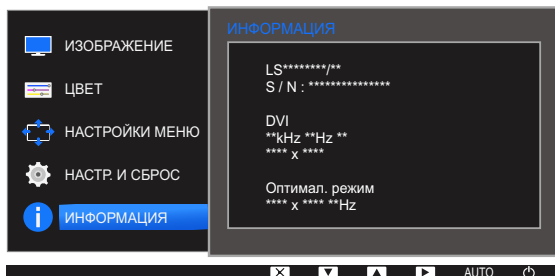 ИЗОБРАЖЕНИЕ
ЦВЕТ
НАСТРОЙКИ МЕНЮ
НАСТР. И СБРОС
ИНФОРМАЦИЯ
ИНФОРМАЦИЯ
LS********/**
S / N : ***************
DVI
**kHz **Hz **
**** x ****
Оптимал. режим
**** x **** **Hz
AUTO